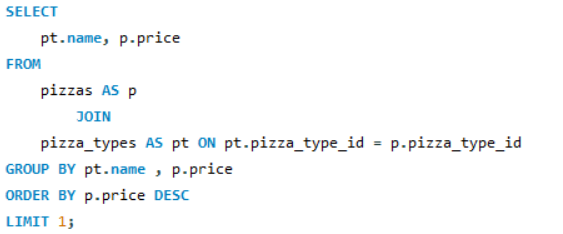 SELECT
    pt.name, p.price
FROM
    pizzas AS p
        JOIN
    pizza_types AS pt ON pt.pizza_type_id = p.pizza_type_id
GROUP BY pt.name , p.price
ORDER BY p.price DESC
LIMIT 1;